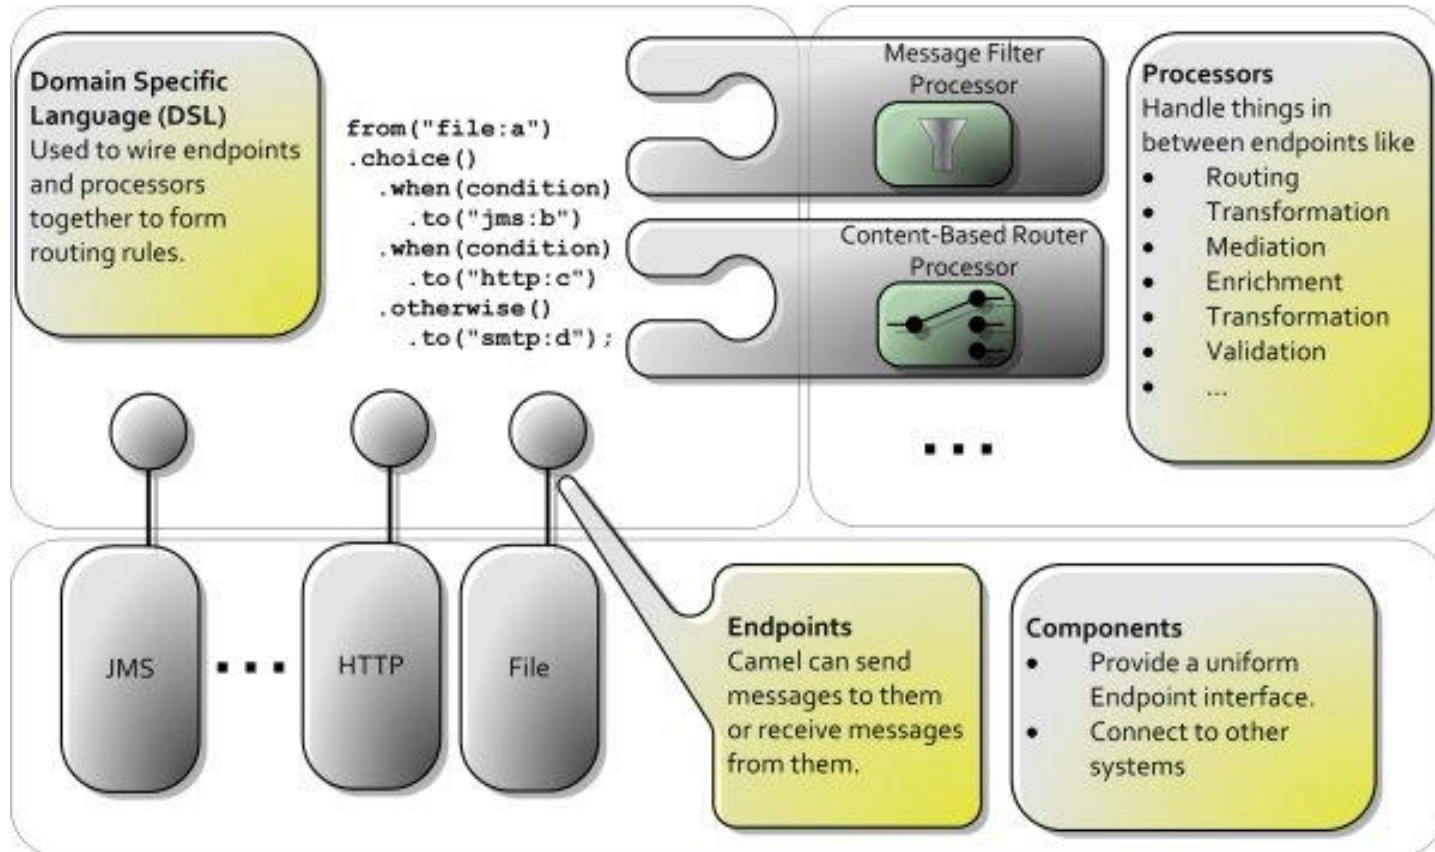 Domain Specific
Language (DSL)
Used to wire endpoints
and processors
together to form
routing rules.
from("file:a")
.choice()
.when(condition)
.to("jms:b")
.when(condition)
.to("http:c")
.otherwise()
.to("smtp:d");
Message Filter
Processor
Content-Based Router
Processor
...
Processors
Handle things in
between endpoints like
• Routing
• Transformation
• Mediation
• Enrichment
• Transformation
• Validation
• ...
JMS
...
HTTP
File
Endpoints
Camel can send
messages to them
or receive messages
from them.
Components
• Provide a uniform
Endpoint interface.
• Connect to other
systems